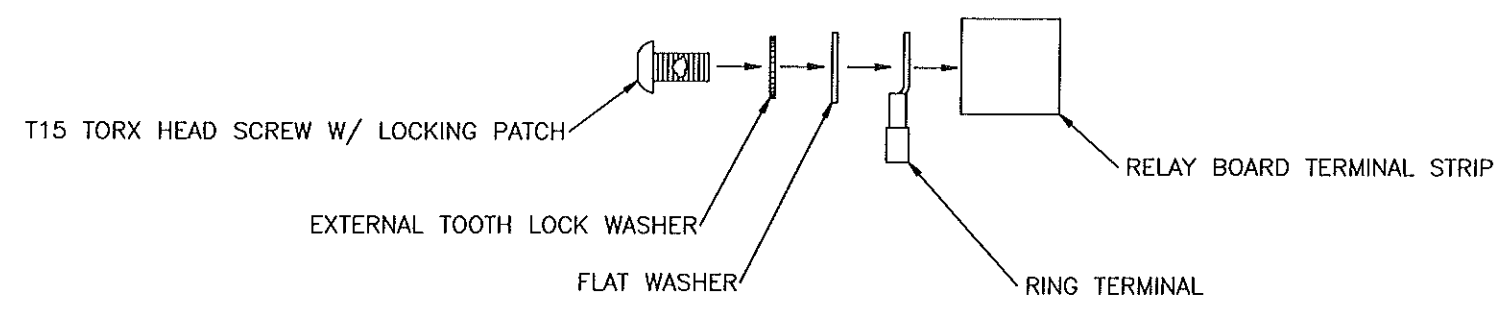 T15 TORX HEAD SCREW W/ LOCKING PATCH
RELAY BOARD TERMINAL STRIP
EXTERNAL TOOTH LOCK WASHER
FLAT WASHER
RING TERMINAL